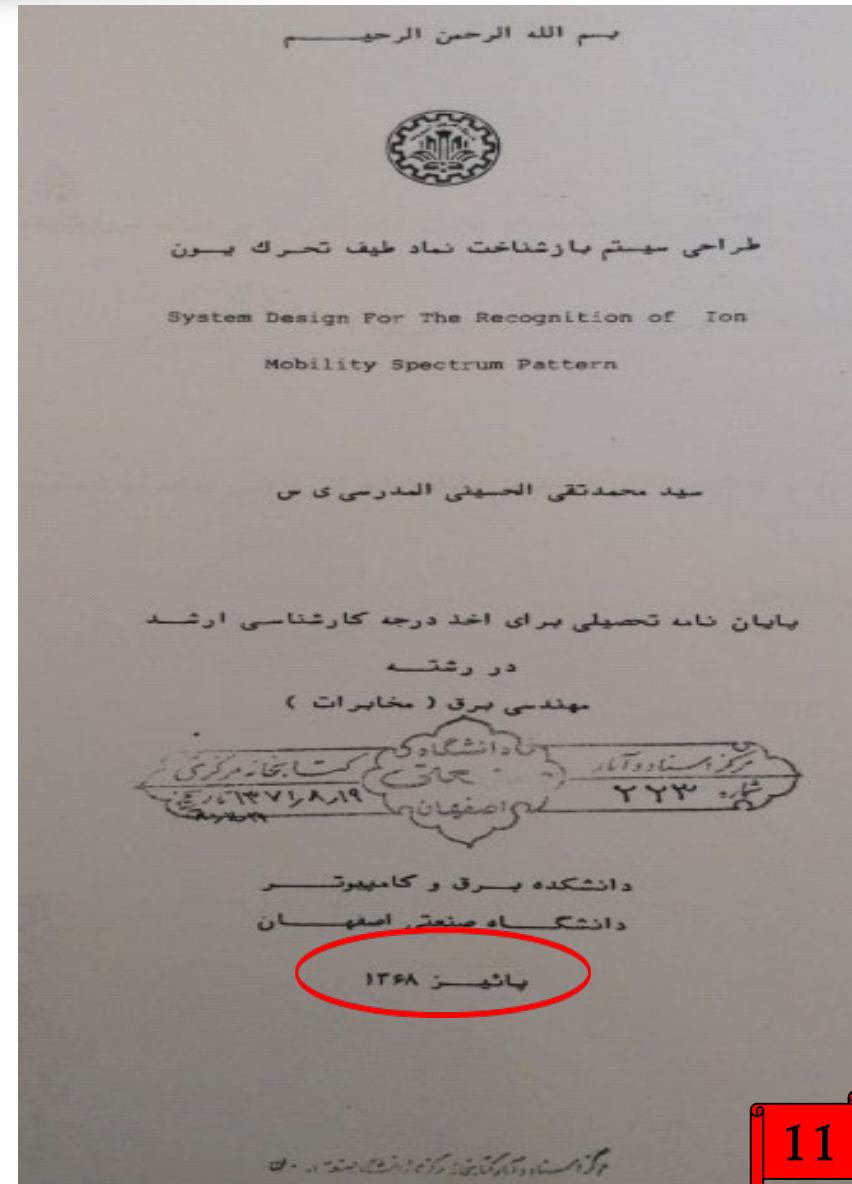 بسم الله الرحمن الرحیم
طراحی سیستم بازشناخت نماد طیف تحرك یون
System Design For The Recognition of Ion
Mobility Spectrum Pattern
سید محمدتقی الحسینی المدرسی ی س
پایان نامه تحصیلی برای اخذ درجه کارشناسی ارشد
در رشته
مهندسی برق ( مخابرات )
مرکز اسناد و آثار
شماره ۲۲۳
دانشگاه صنعتی
اصفهان
کتابخانه مرکزی
تاریخ ۱۳۷۱٫۸٫۱۹
دانشکده برق و کامپیوتر
دانشگاه صنعتی اصفهان
پائیز ۱۳۶۸
11